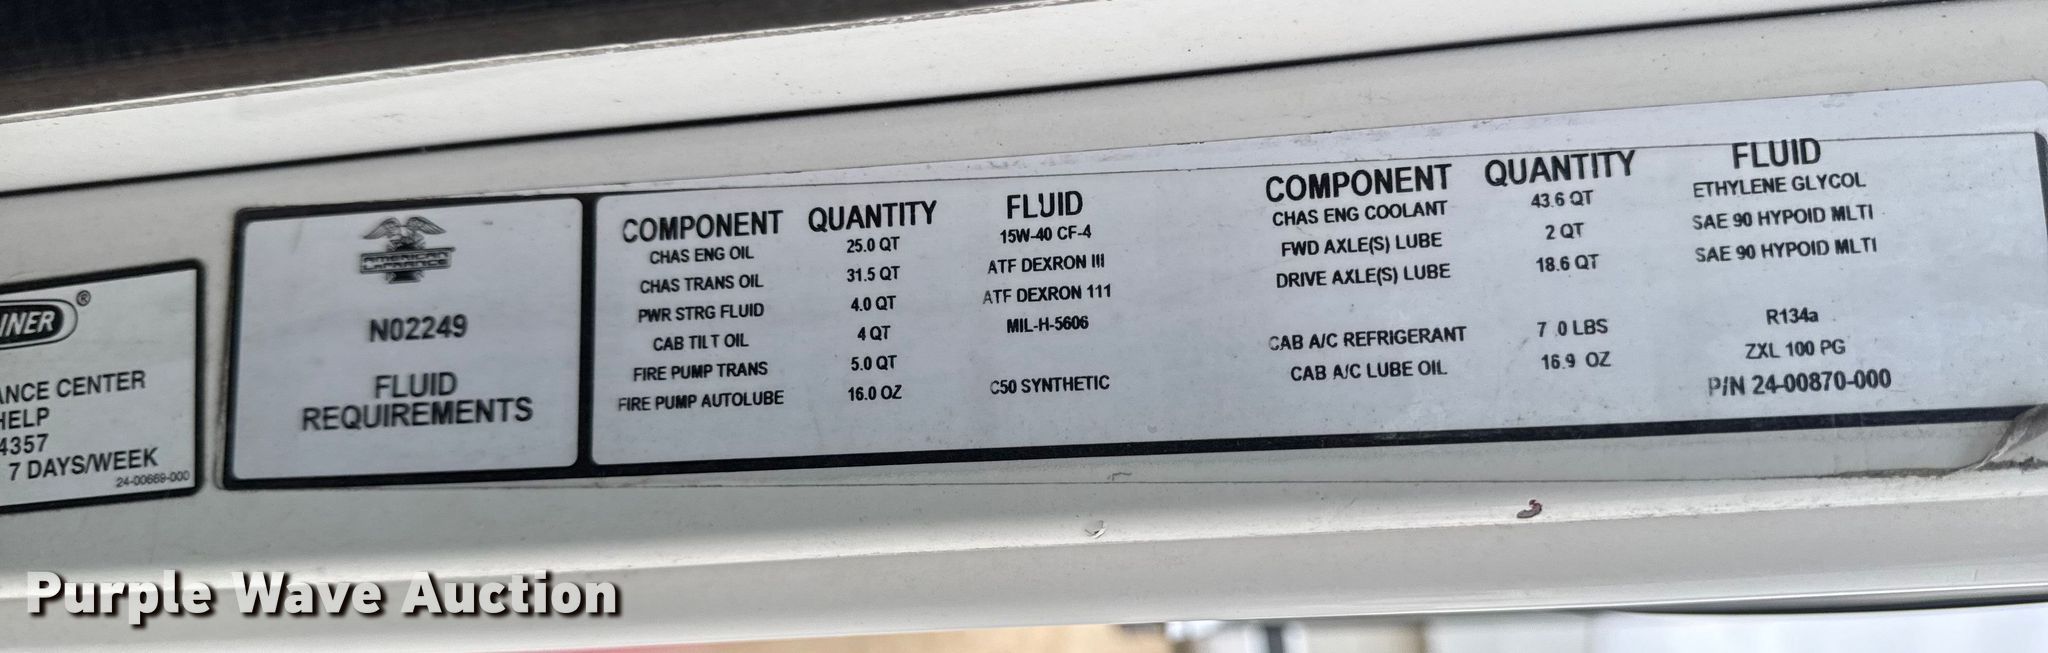 INER®
ANCE CENTER
HELP
4357
7 DAYS/WEEK
24-00669-000
AMERICAN
LAFRANCE
N02249
FLUID
REQUIREMENTS
COMPONENT QUANTITY FLUID
CHAS ENG OIL 25.0 QT 15W-40 CF-4
CHAS TRANS OIL 31.5 QT ATF DEXRON III
PWR STRG FLUID 4.0 QT ATF DEXRON 111
CAB TILT OIL 4 QT MIL-H-5606
FIRE PUMP TRANS 5.0 QT
FIRE PUMP AUTOLUBE 16.0 OZ C50 SYNTHETIC
COMPONENT QUANTITY FLUID
CHAS ENG COOLANT 43.6 QT ETHYLENE GLYCOL
FWD AXLE(S) LUBE 2 QT SAE 90 HYPOID MLTI
DRIVE AXLE(S) LUBE 18.6 QT SAE 90 HYPOID MLTI
CAB A/C REFRIGERANT 7 0 LBS R134a
CAB A/C LUBE OIL 16.9 OZ ZXL 100 PG
P/N 24-00870-000
Purple Wave Auction